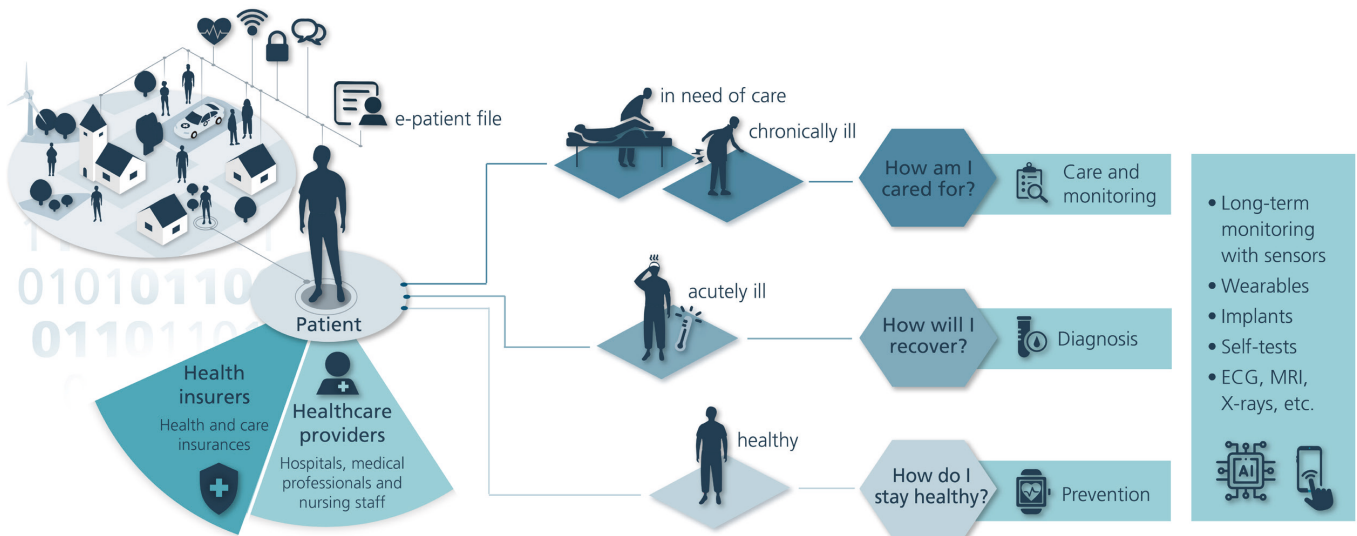 e-patient file
in need of care
chronically ill
How am I
cared for?
Care and
monitoring
• Long-term
monitoring
with sensors
• Wearables
• Implants
• Self-tests
• ECG, MRI,
X-rays, etc.
AI
acutely ill
How will I
recover?
Diagnosis
healthy
How do I
stay healthy?
Prevention
Patient
Health
insurers
Health and care
insurances
Healthcare
providers
Hospitals, medical
professionals and
nursing staff
01010110
01101100